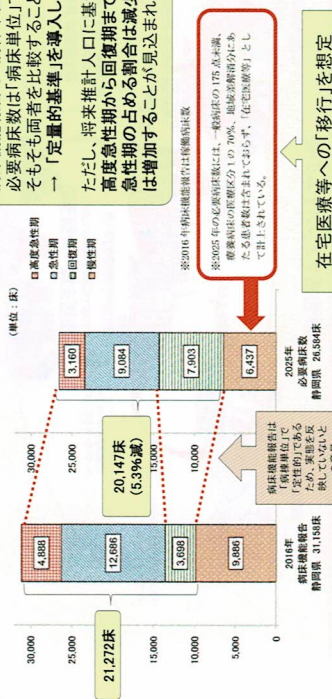 必要病床数は「病床単位」で
そもそも両者を比較すること
→ 「定量的基準」を導入し
ただし、将来推計人口に基
高度急性期から回復期まで
急性期の占める割合は減少
は増加することが見込まれ
※2016年病床機能報告は稼働病床数
※2025年の必要病床数には、一般病床の175点未満、
療養病床の医療区分1の70%、地域差解消分にあ
たる患者数は含まれておらず、「在宅医療等」とし
て計上されている。
在宅医療等への「移行」を想定
(単位:床)
高度急性期
急性期
回復期
慢性期
30,000
25,000
20,000
15,000
10,000
5,000
0
21,272床
4,888
12,686
3,698
9,886
2016年
病床機能報告
静岡県 31,158床
30,000
25,000
20,147床
(5.3%減)
15,000
10,000
病床機能報告は
「病棟単位」で
「定性的」である
ため、実態を反
映していないと
3,160
9,084
7,903
6,437
2025年
必要病床数
静岡県 26,584床